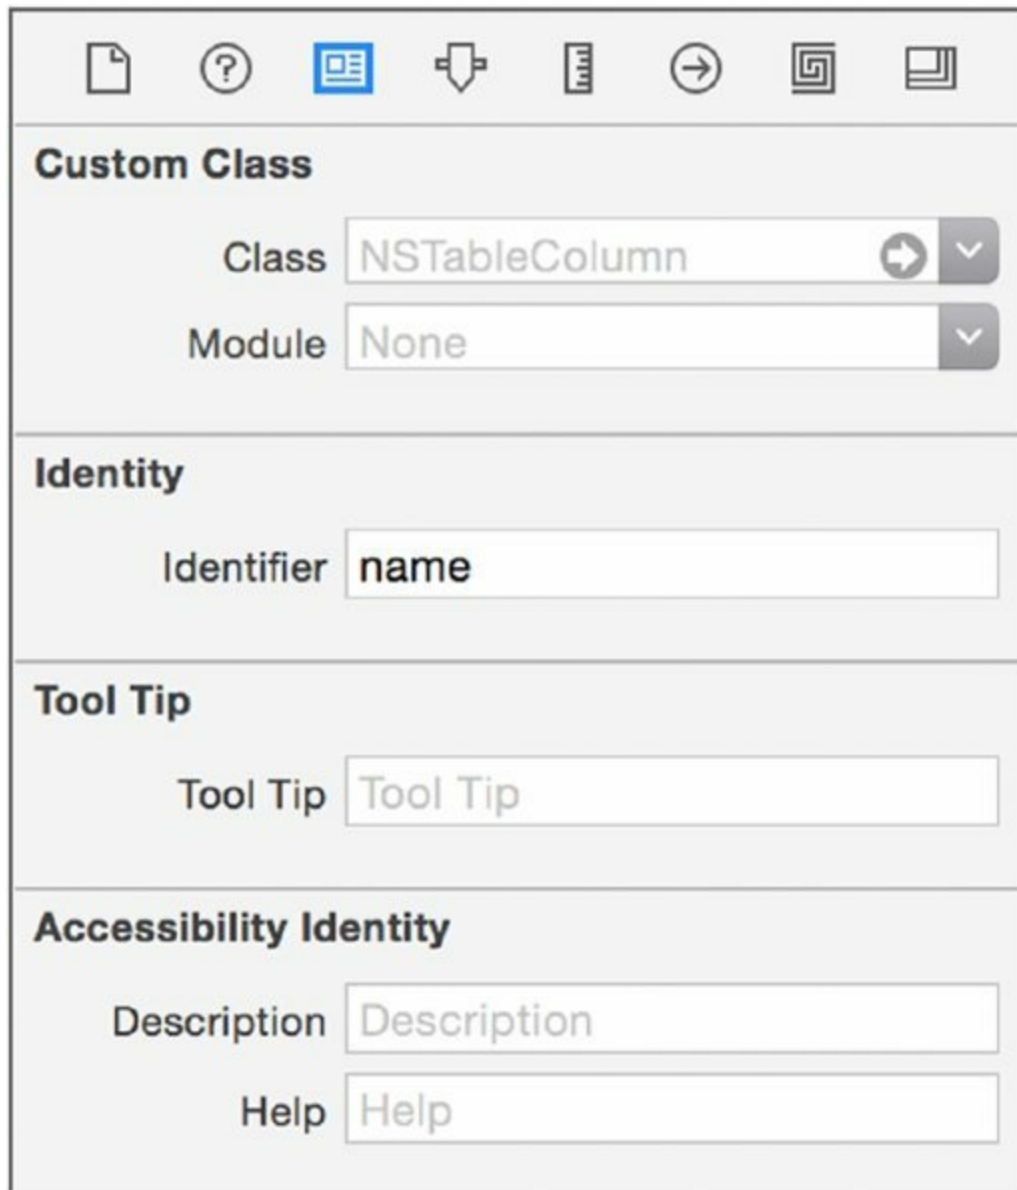 Custom Class
Class NSTableColumn
Module None
Identity
Identifier name
Tool Tip
Tool Tip Tool Tip
Accessibility Identity
Description Description
Help Help